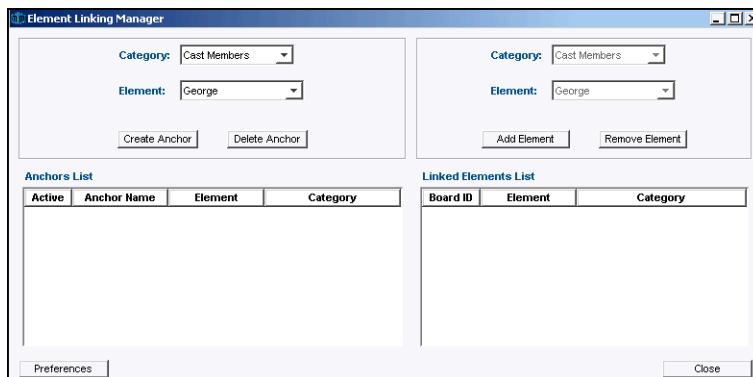 Element Linking Manager
Category: Cast Members
Element: George
Create Anchor Delete Anchor
Category: Cast Members
Element: George
Add Element Remove Element
Anchors List
Active Anchor Name Element Category
Linked Elements List
Board ID Element Category
Preferences
Close